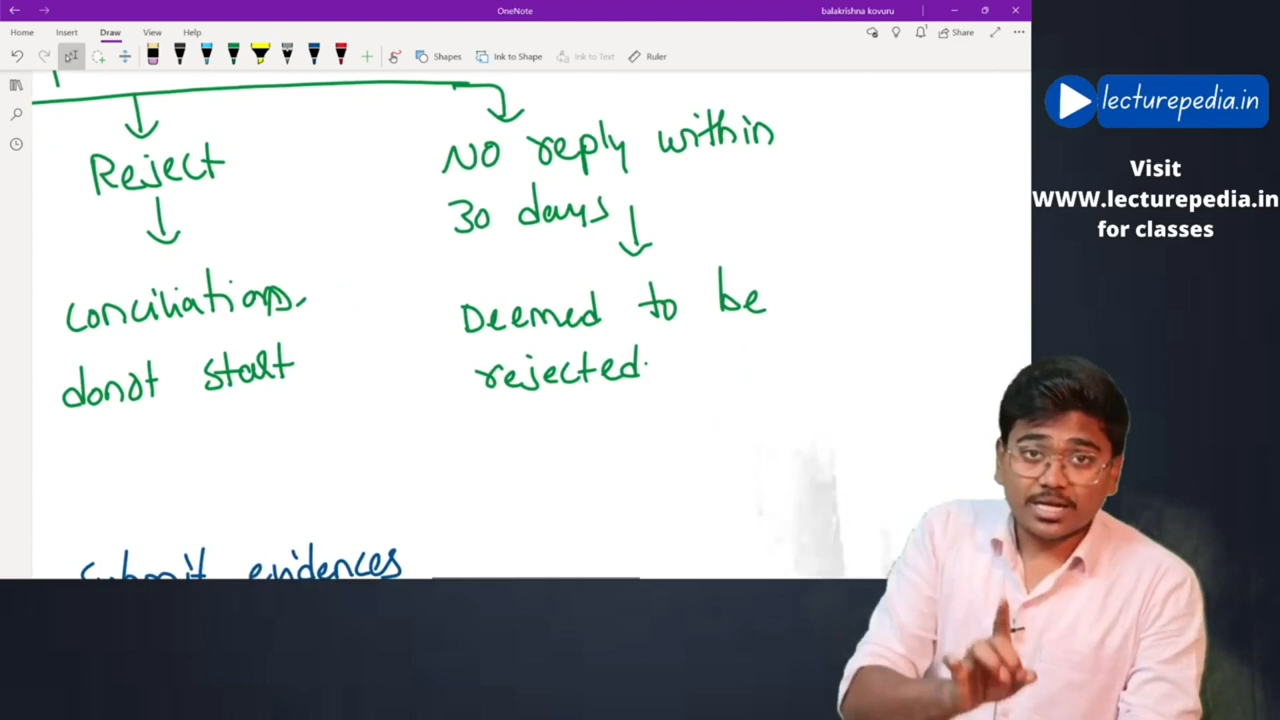 OneNote
balakrishna kovuru
Home Insert Draw View Help
Share
Shapes Ink to Shape Ink to Text Ruler
Reject
NO reply within
30 days
conciliations
donot start
Deemed to be
rejected.
Submit evidences
lecturepedia.in
Visit
WWW.lecturepedia.in
for classes